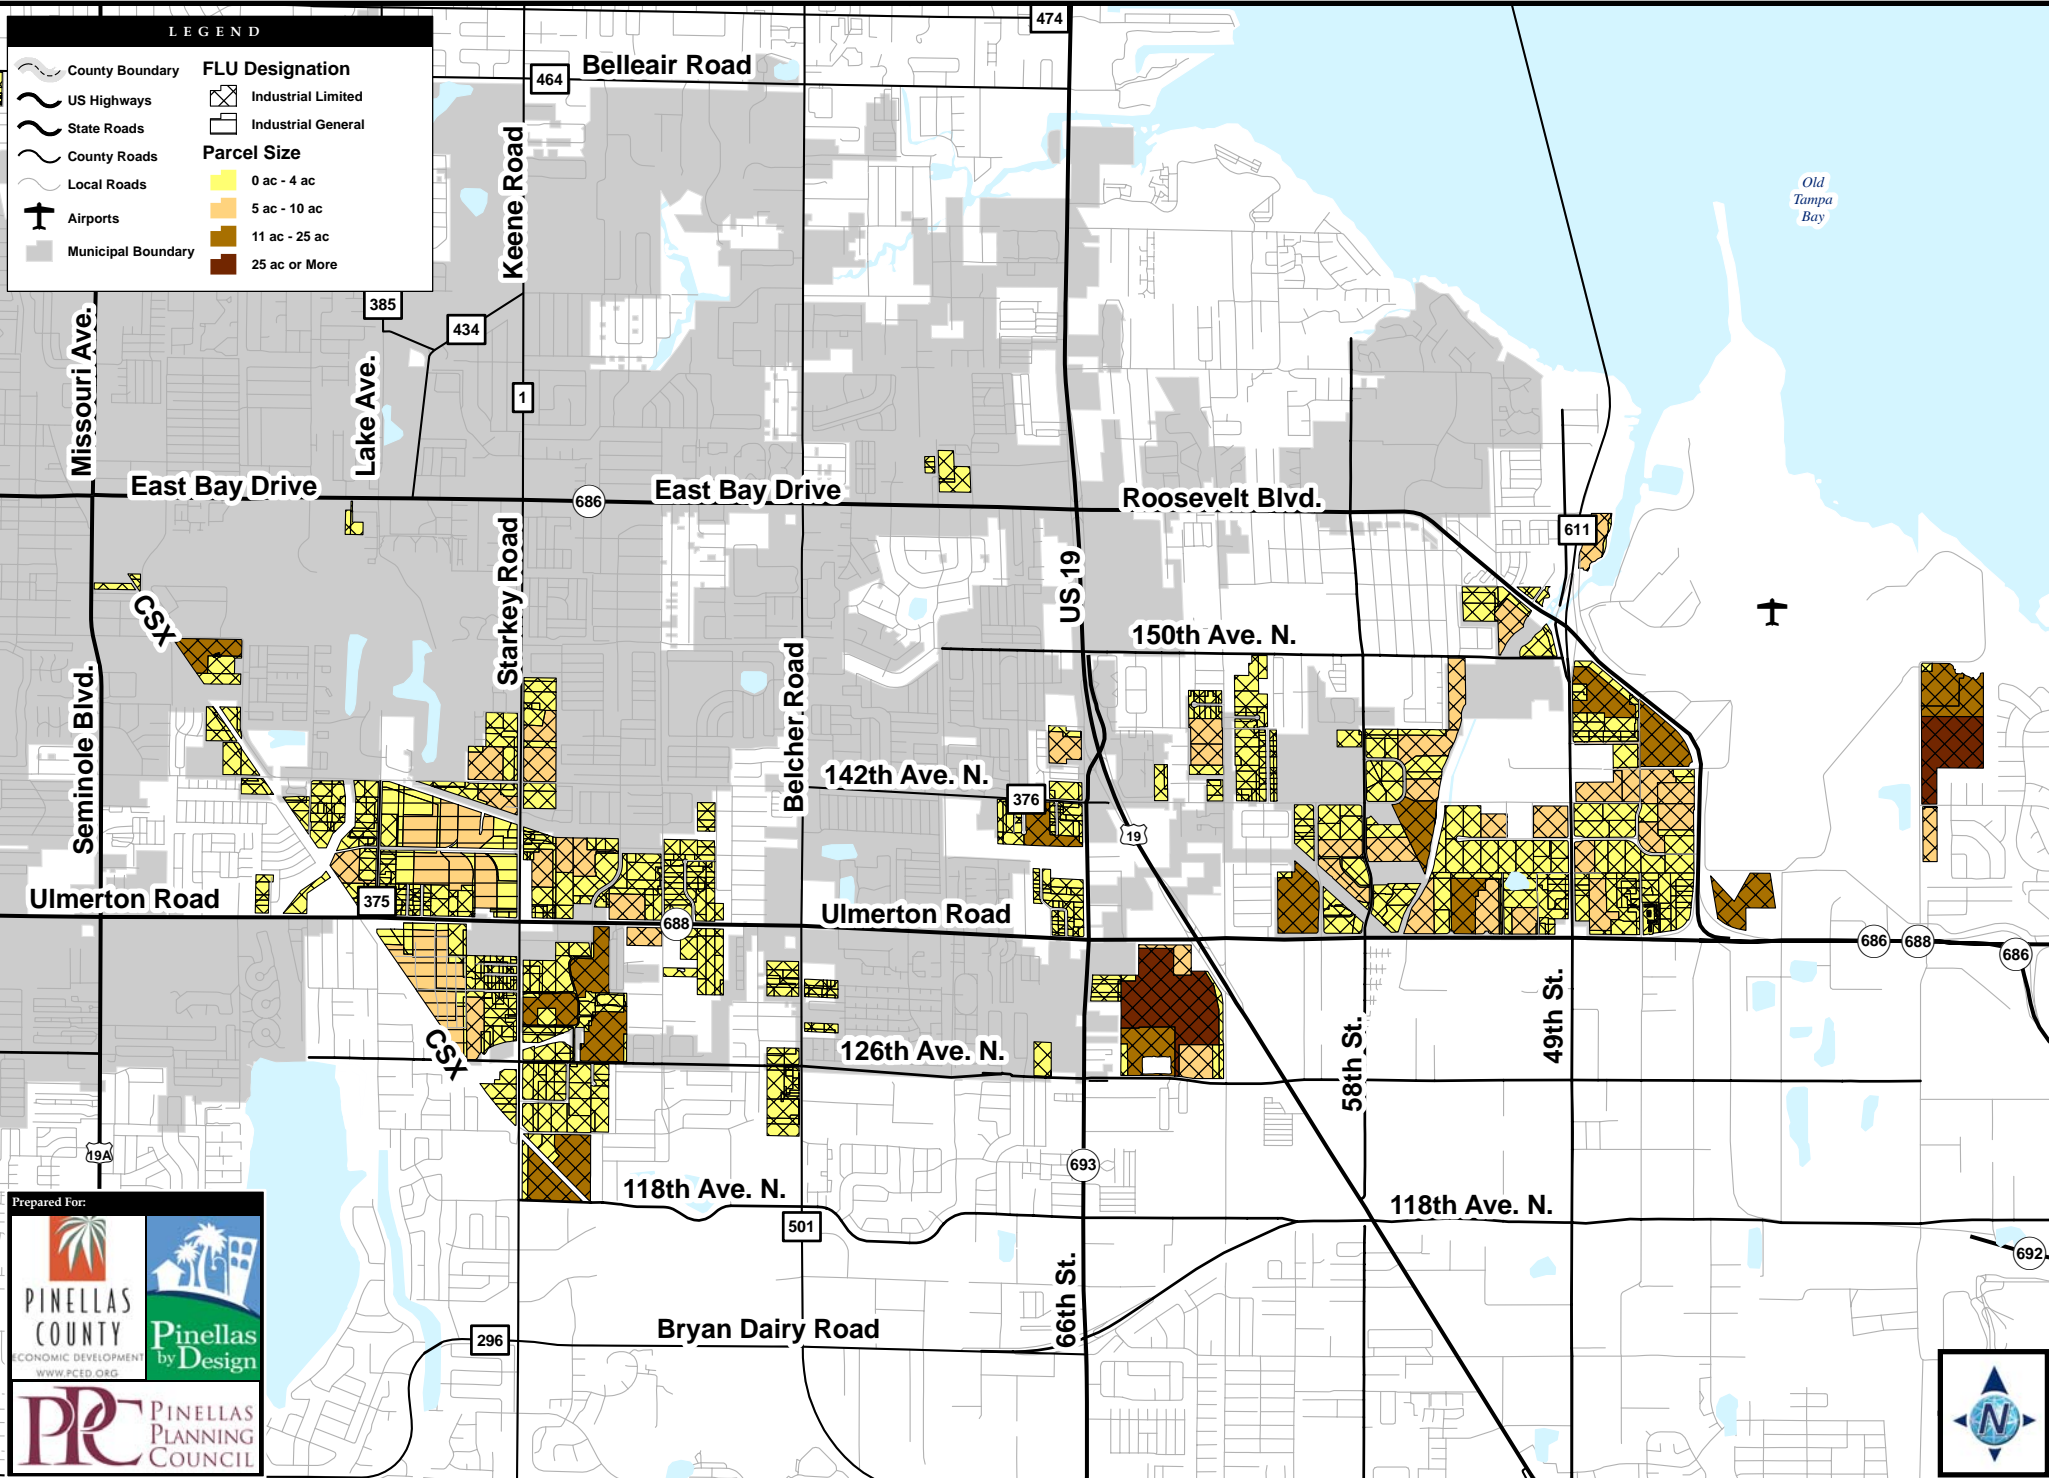 LEGEND
County Boundary
US Highways
State Roads
County Roads
Local Roads
Airports
Municipal Boundary
FLU Designation
Industrial Limited
Industrial General
Parcel Size
0 ac - 4 ac
5 ac - 10 ac
11 ac - 25 ac
25 ac or More
474
464
Belleair Road
Keene Road
Old
Tampa
Bay
385
434
Missouri Ave.
Lake Ave.
1
East Bay Drive
686
East Bay Drive
Roosevelt Blvd.
611
Starkey Road
US 19
CSX
150th Ave. N.
Seminole Blvd.
Belcher Road
142th Ave. N.
376
19
Ulmerton Road
375
688
Ulmerton Road
686
688
686
49th St.
58th St.
CSX
126th Ave. N.
19A
693
118th Ave. N.
118th Ave. N.
501
692
66th St.
296
Bryan Dairy Road
Prepared For:
PINELLAS
COUNTY
ECONOMIC DEVELOPMENT
WWW.PCED.ORG
Pinellas
by Design
PPC
PINELLAS
PLANNING
COUNCIL
N